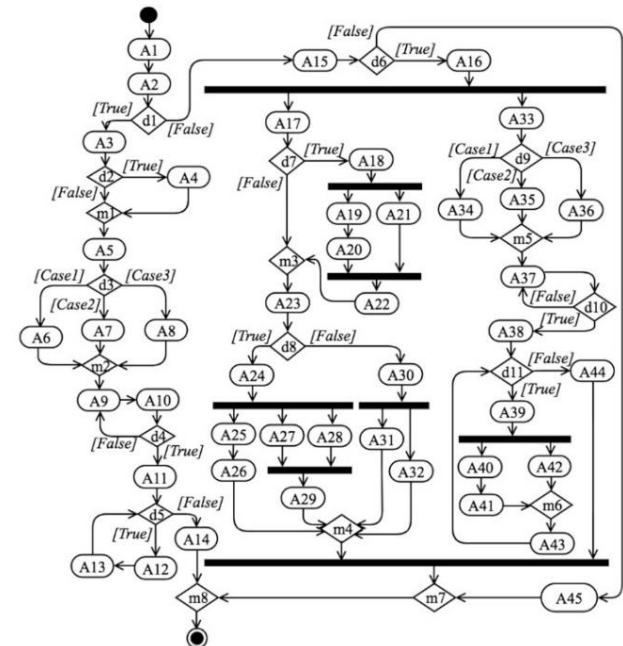 [False]
A1
A15
d6
[True]
A16
A2
[True]
d1
[False]
A3
A17
A33
[True]
d2
A4
[False]
d7
[True]
A18
[False]
[Case1]
d9
[Case3]
[Case2]
m1
A19
A21
A34
A35
A36
A5
A20
m5
[Case1]
d3
[Case3]
[Case2]
m3
A37
A22
[False]
d10
A6
A7
A8
A23
[True]
A38
m2
[True]
d8
[False]
d11
[False]
A44
A9
A10
A24
A30
[True]
A39
[False]
d4
[True]
A25
A27
A28
A31
A11
A26
A32
A40
A42
d5
[False]
A29
A41
m6
[True]
A14
m4
A43
A13
A12
m8
m7
A45